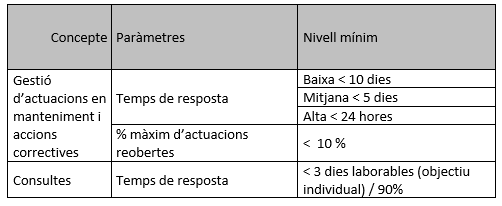 Concepte Paràmetres Nivell mínim
Gestió
d'actuacions en
manteniment i
accions
correctives
Temps de resposta
Baixa < 10 dies
Mitjana < 5 dies
Alta < 24 hores
% màxim d'actuacions
reobertes
< 10 %
Consultes
Temps de resposta
< 3 dies laborables (objectiu
individual) / 90%